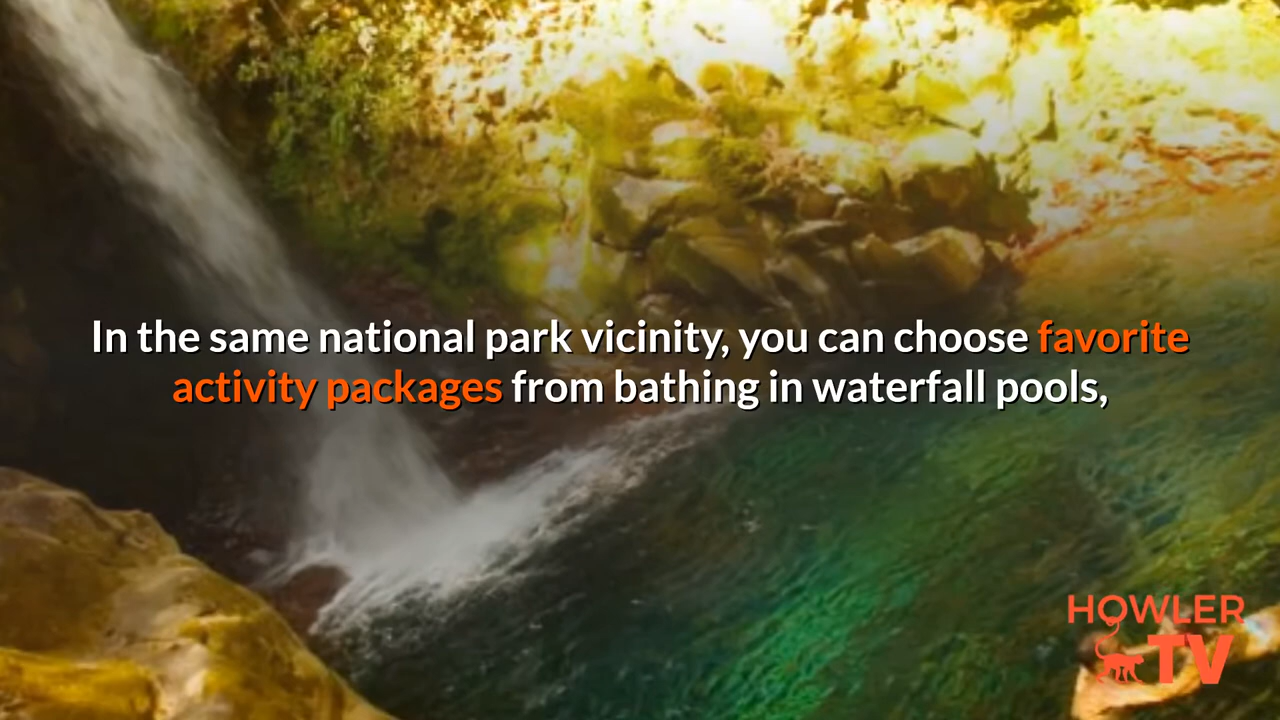 In the same national park vicinity, you can choose favorite
activity packages from bathing in waterfall pools,
HOWLER
TV